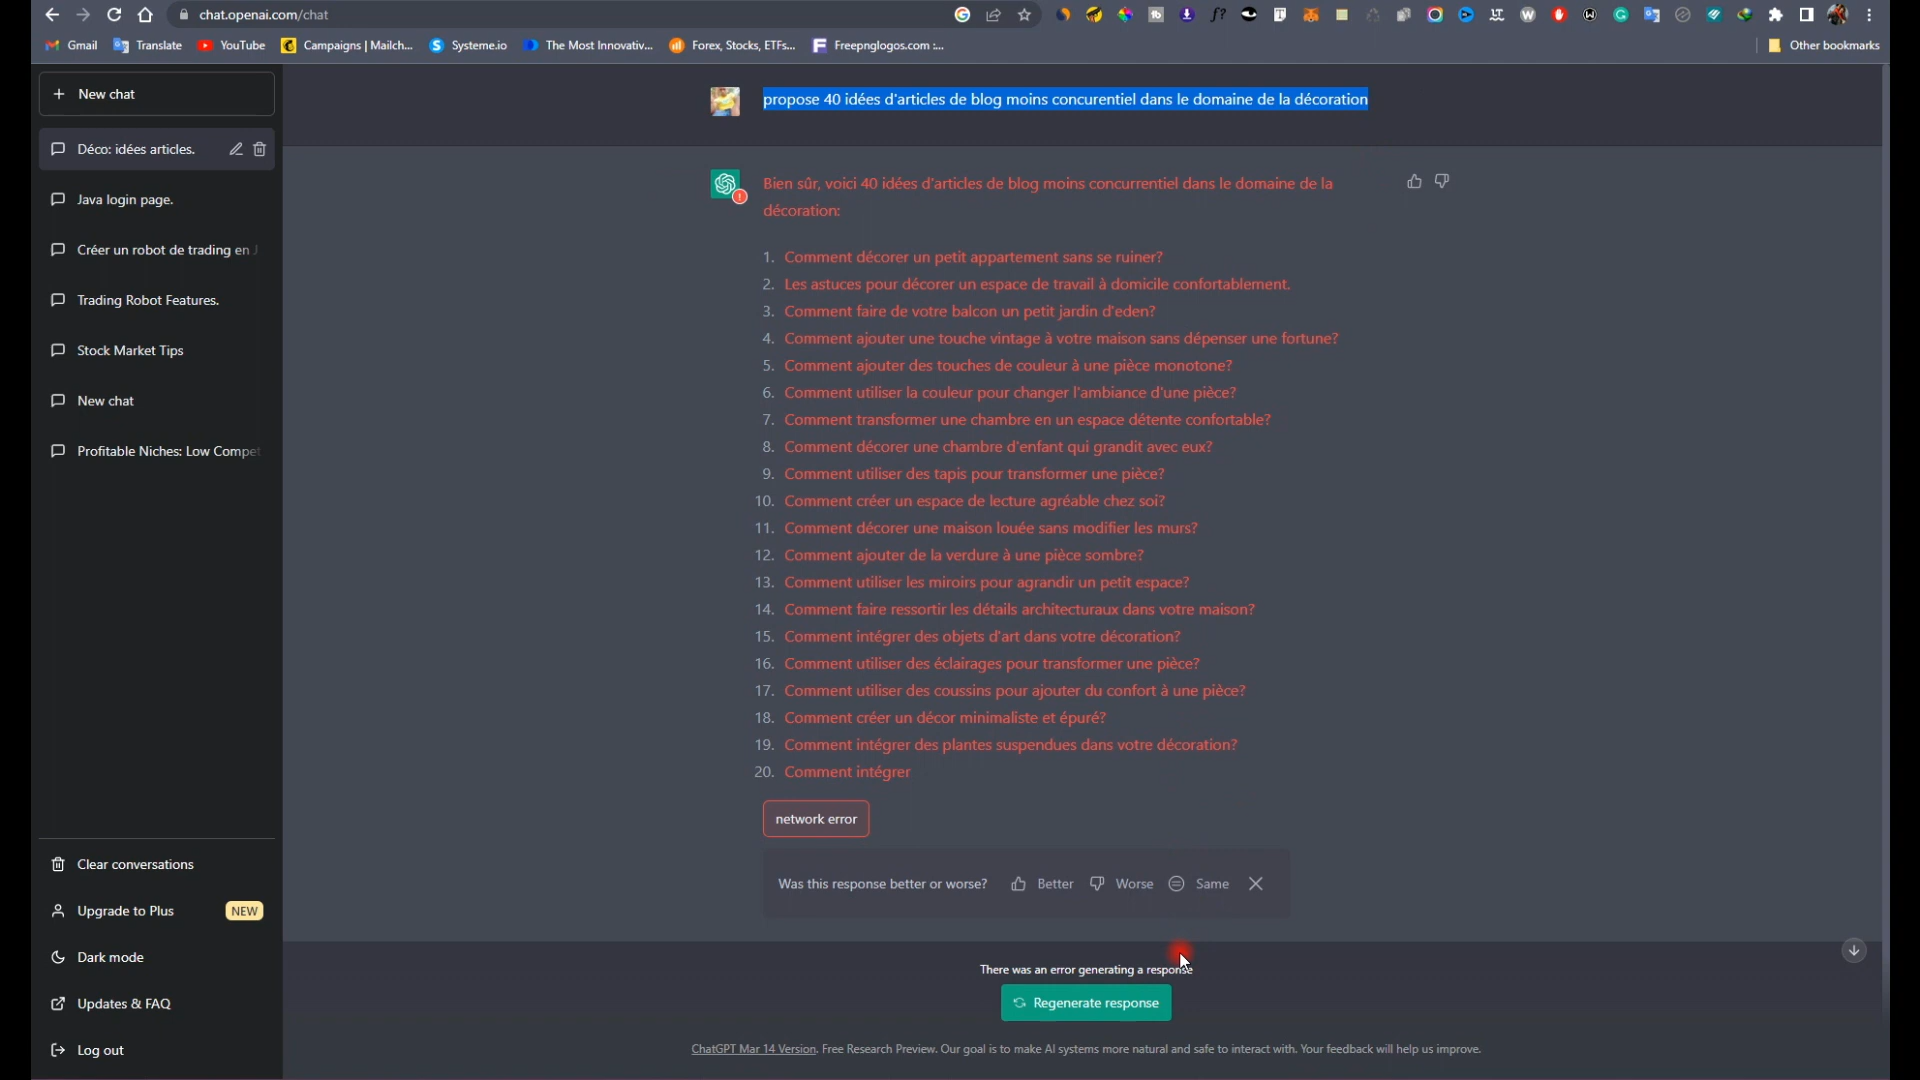 chat.openai.com/chat
Gmail
Translate
YouTube
Campaigns | Mailch...
Systeme.io
The Most Innovativ...
Forex, Stocks, ETFs...
Freepnglogos.com :...
Other bookmarks
New chat
Déco: idées articles.
Java login page.
Créer un robot de trading en J
Trading Robot Features.
Stock Market Tips
New chat
Profitable Niches: Low Compet
Clear conversations
Upgrade to Plus
NEW
Dark mode
Updates & FAQ
Log out
propose 40 idées d'articles de blog moins concurentiel dans le domaine de la décoration
Bien sûr, voici 40 idées d'articles de blog moins concurrentiel dans le domaine de la
décoration:
1. Comment décorer un petit appartement sans se ruiner?
2. Les astuces pour décorer un espace de travail à domicile confortablement.
3. Comment faire de votre balcon un petit jardin d'eden?
4. Comment ajouter une touche vintage à votre maison sans dépenser une fortune?
5. Comment ajouter des touches de couleur à une pièce monotone?
6. Comment utiliser la couleur pour changer l'ambiance d'une pièce?
7. Comment transformer une chambre en un espace détente confortable?
8. Comment décorer une chambre d'enfant qui grandit avec eux?
9. Comment utiliser des tapis pour transformer une pièce?
10. Comment créer un espace de lecture agréable chez soi?
11. Comment décorer une maison louée sans modifier les murs?
12. Comment ajouter de la verdure à une pièce sombre?
13. Comment utiliser les miroirs pour agrandir un petit espace?
14. Comment faire ressortir les détails architecturaux dans votre maison?
15. Comment intégrer des objets d'art dans votre décoration?
16. Comment utiliser des éclairages pour transformer une pièce?
17. Comment utiliser des coussins pour ajouter du confort à une pièce?
18. Comment créer un décor minimaliste et épuré?
19. Comment intégrer des plantes suspendues dans votre décoration?
20. Comment intégrer
network error
Was this response better or worse?
Better
Worse
Same
There was an error generating a response
Regenerate response
ChatGPT Mar 14 Version. Free Research Preview. Our goal is to make AI systems more natural and safe to interact with. Your feedback will help us improve.